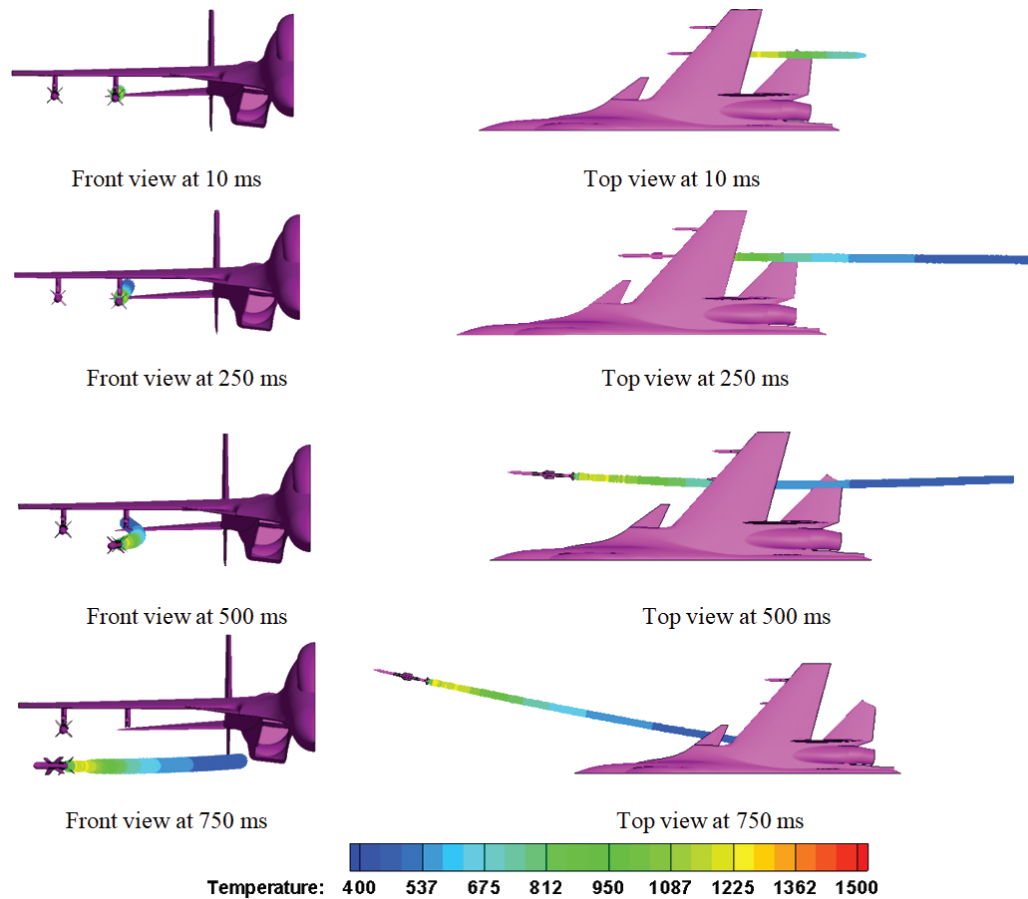 Front view at 10 ms
Top view at 10 ms
Front view at 250 ms
Top view at 250 ms
Front view at 500 ms
Top view at 500 ms
Front view at 750 ms
Top view at 750 ms
Temperature: 400 537 675 812 950 1087 1225 1362 1500